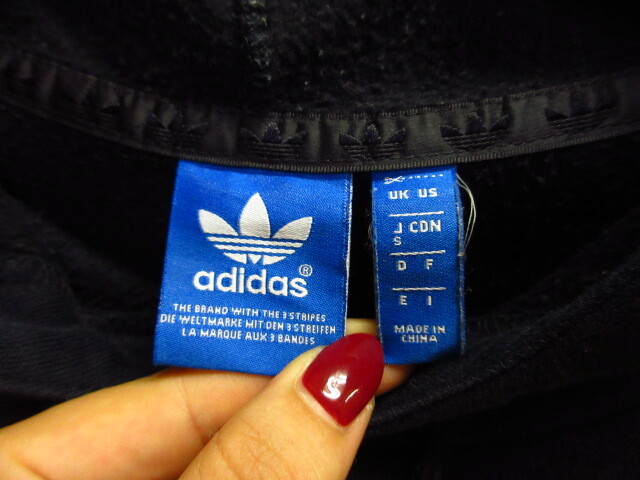 adidas®
THE BRAND WITH THE 3 STRIPES
DIE WELTMARKE MIT DEN 3 STREIFEN
LA MARQUE AUX 3 BANDES
UK US
J CDN
S
D F
E I
MADE IN
CHINA